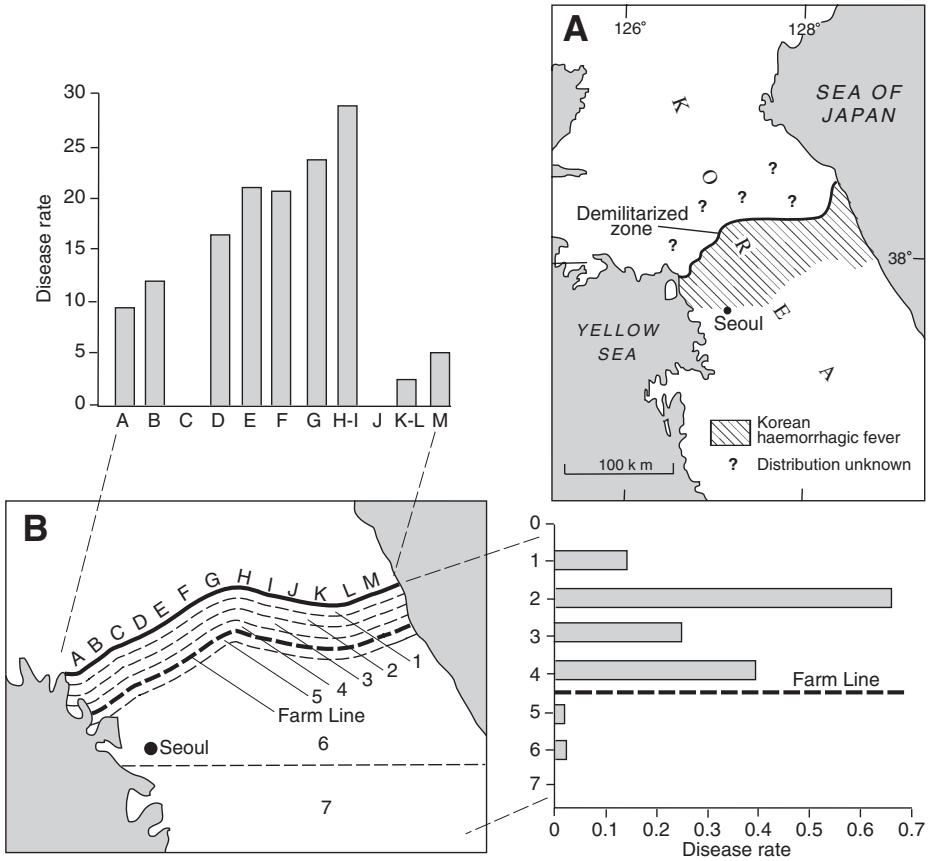 30
25
20
15
10
5
0
Disease rate
A B C D E F G H-I J K-L M
A
126° 128°
SEA OF
JAPAN
K O R E A
? ? ? ? ?
Demilitarized
zone
38°
Seoul
YELLOW
SEA
Korean
haemorrhagic fever
? Distribution unknown
100 km
B
A B C D E F G H I J K L M
1
2
3
4
5
Farm Line
6
Seoul
7
0
1
2
3
4
Farm Line
5
6
7
0 0.1 0.2 0.3 0.4 0.5 0.6 0.7
Disease rate